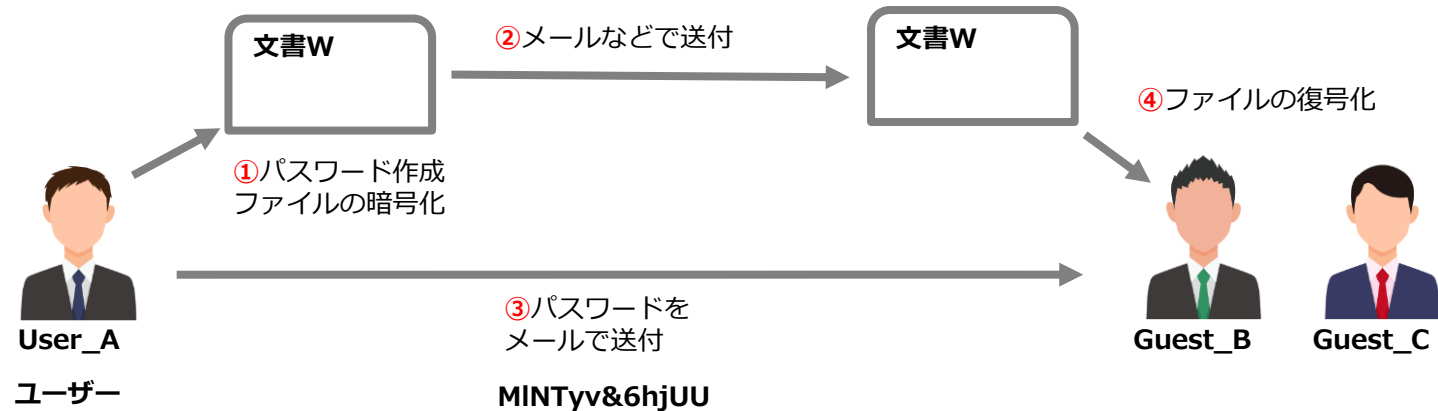 文書W
②メールなどで送付
文書W
④ファイルの復号化
①パスワード作成
ファイルの暗号化
③パスワードを
メールで送付
User_A
Guest_B
Guest_C
ユーザー
MlNTyv&6hjUU